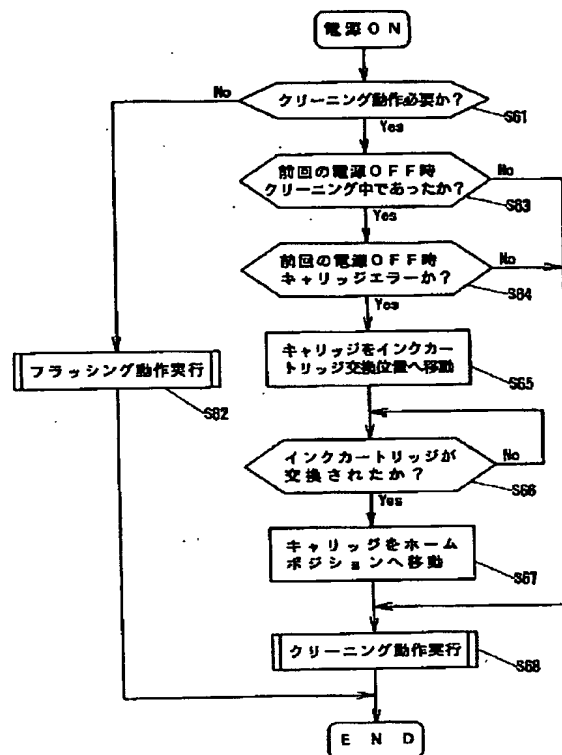 電源ON
クリーニング動作必要か?
No
S61
Yes
前回の電源OFF時
クリーニング中であったか?
No
S63
Yes
前回の電源OFF時
キャリッジエラーか?
No
S64
Yes
キャリッジをインクカー
トリッジ交換位置へ移動
S65
フラッシング動作実行
S62
インクカートリッジが
交換されたか?
No
S66
Yes
キャリッジをホーム
ポジションへ移動
S67
クリーニング動作実行
S68
END